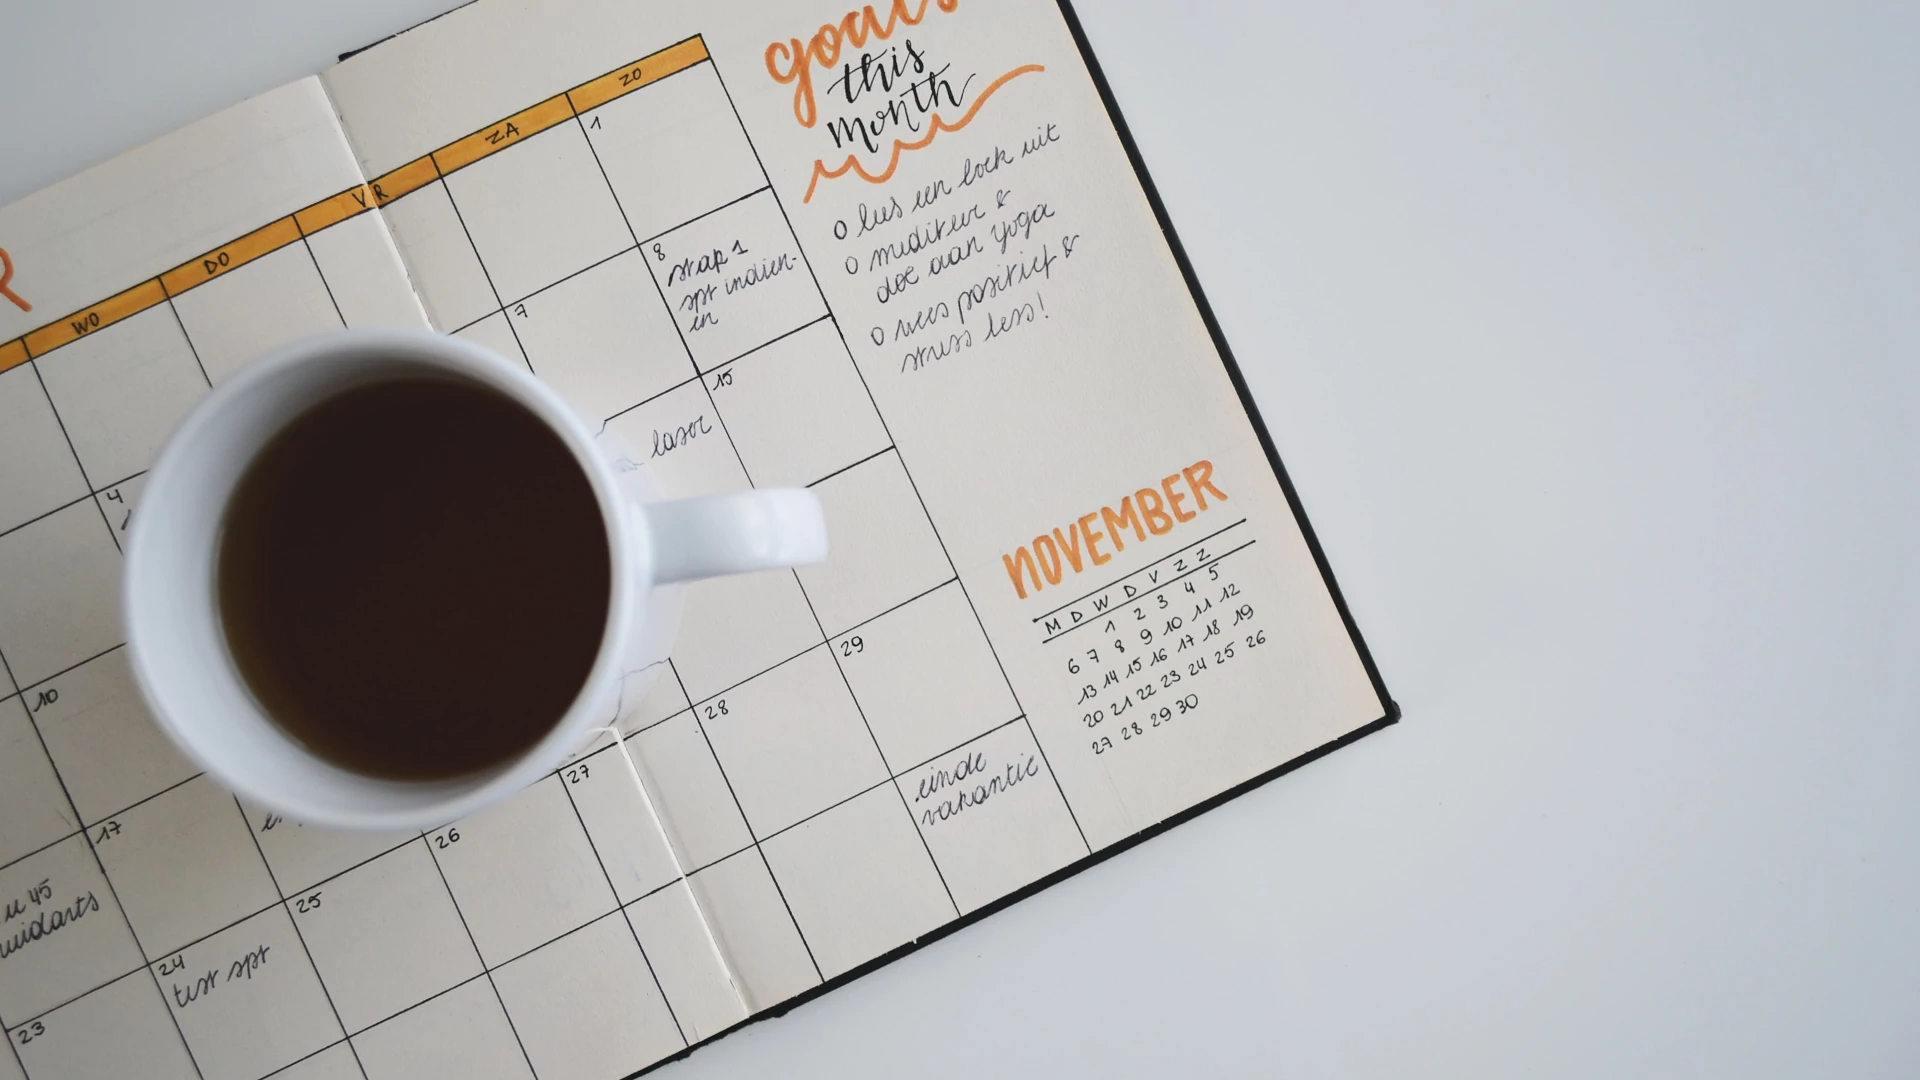 R
WO
DO
VR
ZA
ZO
1
4
7
8
stap 1
spt indien-
en
10
laser
15
17
u 45
23
24
test spt
25
26
27
28
29
einde
vakantie
goals
this
month
o lees een boek uit
o mediteer &
doe aan yoga
o wees positief &
stress less!
NOVEMBER
M D W D V Z Z
1 2 3 4 5
6 7 8 9 10 11 12
13 14 15 16 17 18 19
20 21 22 23 24 25 26
27 28 29 30